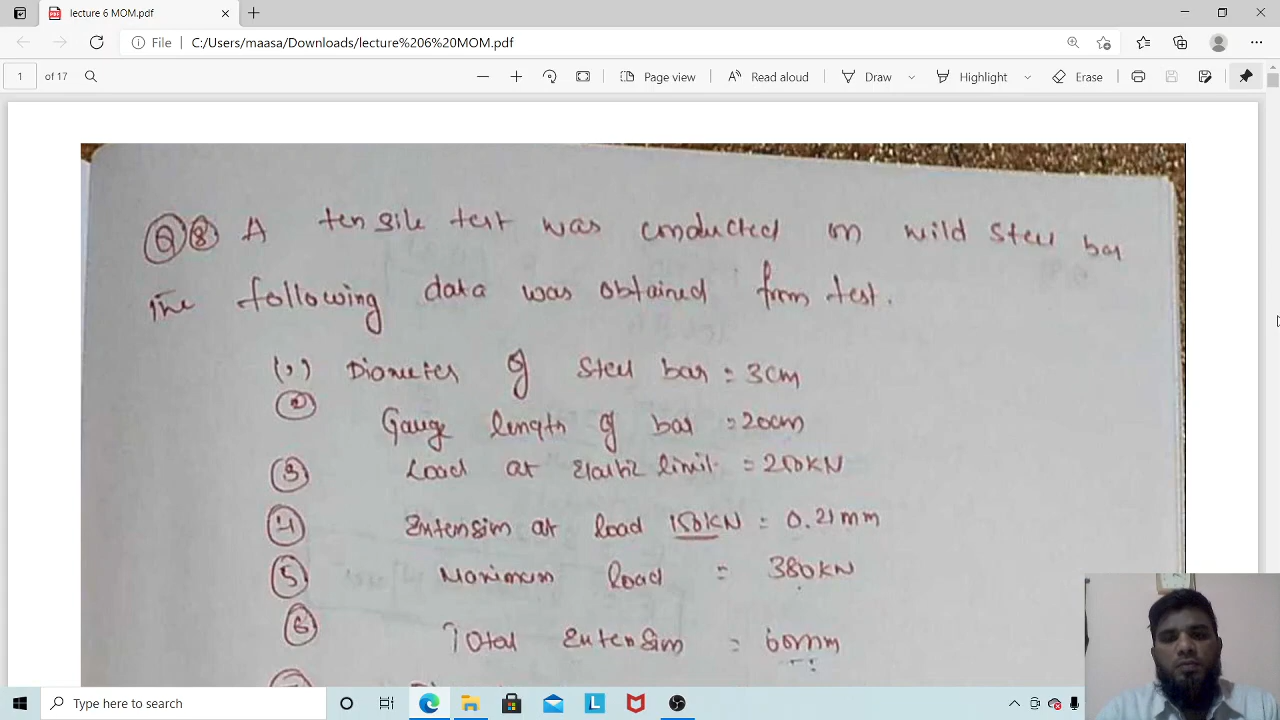 lecture 6 MOM.pdf
File
C:/Users/maasa/Downloads/lecture%206%20MOM.pdf
1 of 17
Page view
Read aloud
Draw
Highlight
Erase
Q 8 A tensile test was conducted on mild steel bar
The following data was obtained from test.
(1) Diameter of steel bar = 3cm
2 Gauge length of bar = 20cm
3 Load at Elastic limit = 250KN
4 Extension at load 150KN = 0.21mm
5 Maximum load = 380KN
6 Total Extension = 60mm
Type here to search